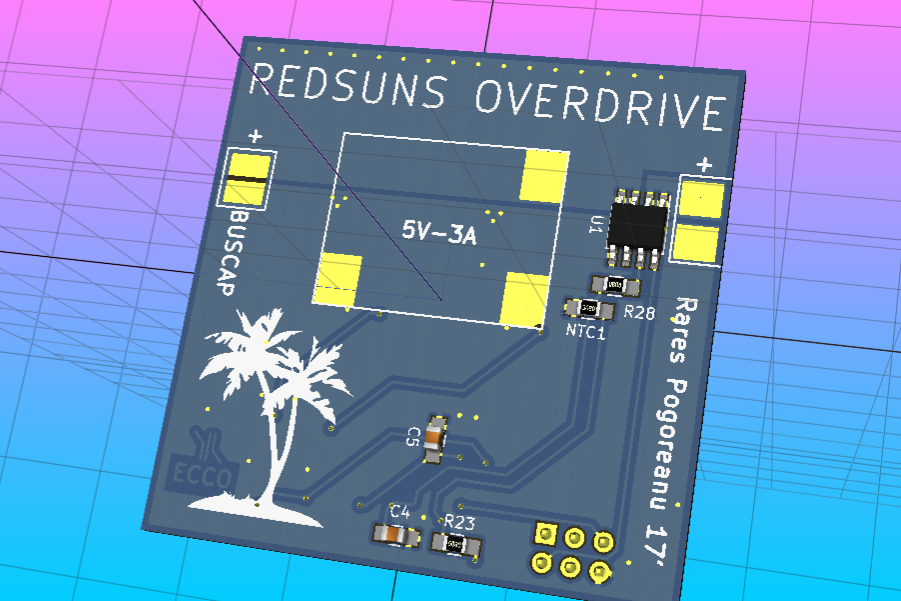 REDSUNS OVERDRIVE
+
+
BUSCAP
5V-3A
U1
R28
NTC1
Rares Pogoreanu 17'
C5
ECCO
C4
R23